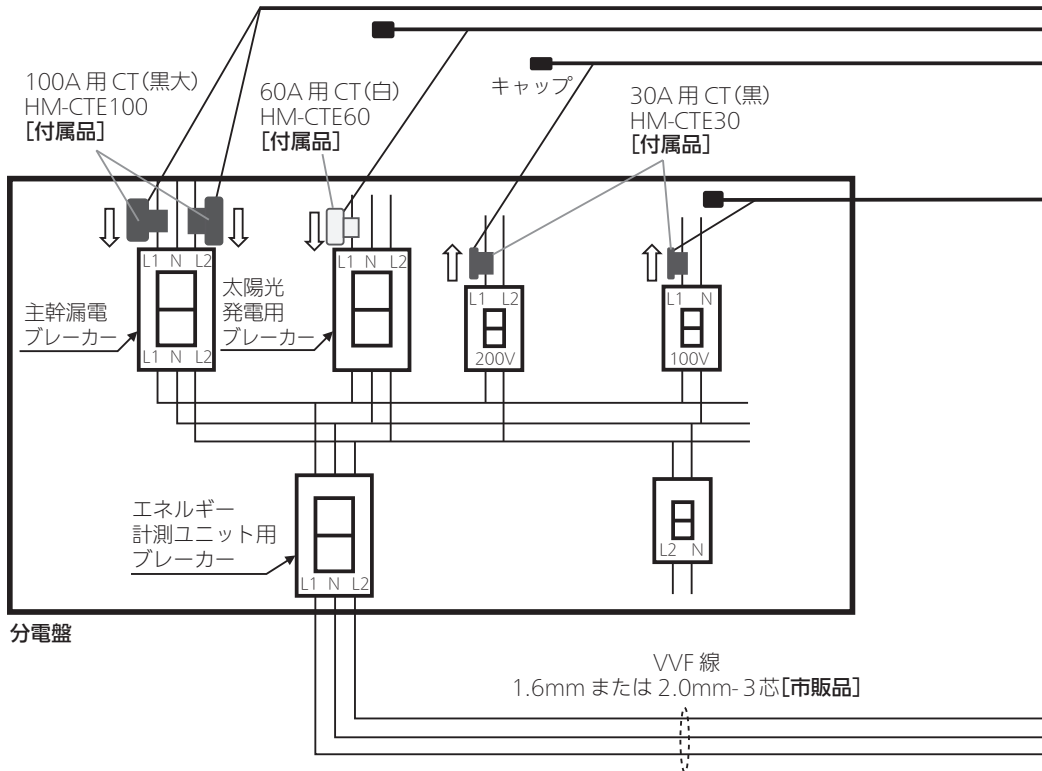 100A 用 CT(黒大)
HM-CTE100
[付属品]
60A 用 CT(白)
HM-CTE60
[付属品]
キャップ
30A 用 CT(黒)
HM-CTE30
[付属品]
L1 N L2
L1 N L2
L1 L2
L1 N
主幹漏電
ブレーカー
太陽光
発電用
ブレーカー
L1 N L2
200V
100V
エネルギー
計測ユニット用
ブレーカー
L1 N L2
L2 N
分電盤
VVF 線
1.6mm または 2.0mm- 3芯[市販品]